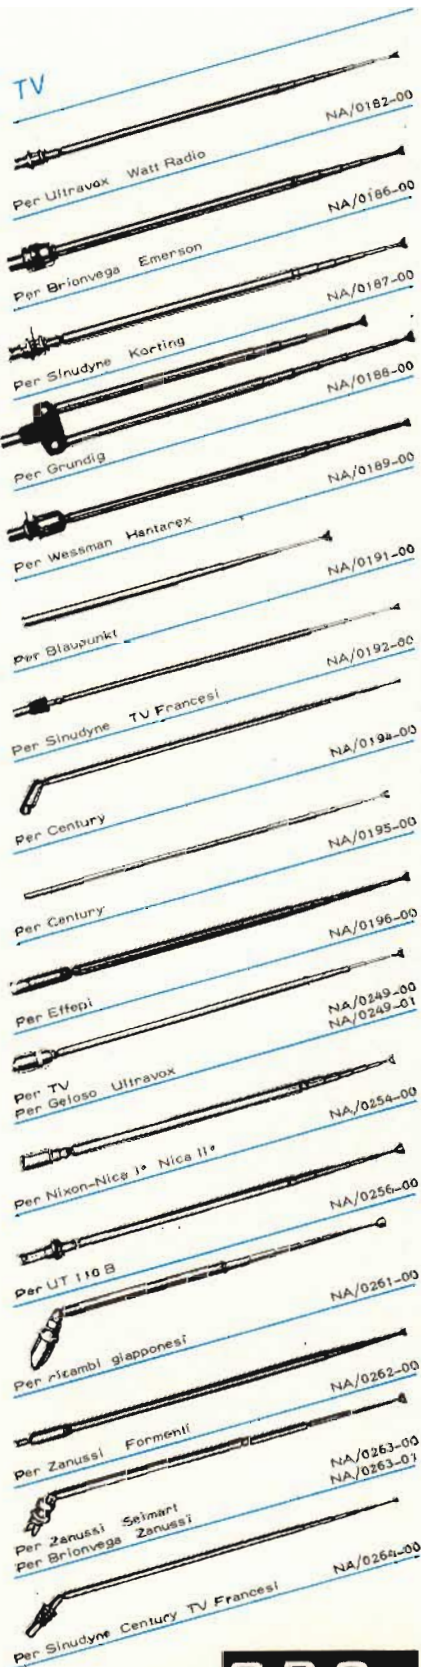 TV
NA/0182-00
Per Ultravox Watt Radio
NA/0186-00
Per Brionvega Emerson
NA/0187-00
Per Sinudyne Korting
NA/0188-00
Per Grundig
NA/0189-00
Per Wessman Hantarex
NA/0191-00
Per Blaupunkt
NA/0192-00
Per Sinudyne TV Francesi
NA/0194-00
Per Century
NA/0195-00
Per Century
NA/0196-00
Per Effepi
NA/0249-00
NA/0249-01
Per TV
Per Geloso Ultravox
NA/0254-00
Per Nixon-Nica I° Nica II°
NA/0256-00
Per UT 110 B
NA/0261-00
Per ricambi giapponesi
NA/0262-00
Per Zanussi Formenti
NA/0263-00
NA/0263-01
Per Zanussi Seimart
Per Brionvega Zanussi
NA/0264-00
Per Sinudyne Century TV Francesi